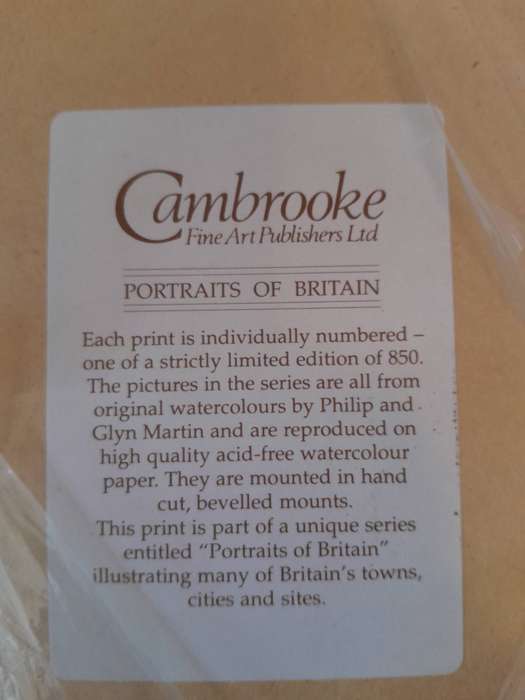 Cambrooke
Fine Art Publishers Ltd
PORTRAITS OF BRITAIN
Each print is individually numbered –
one of a strictly limited edition of 850.
The pictures in the series are all from
original watercolours by Philip and
Glyn Martin and are reproduced on
high quality acid-free watercolour
paper. They are mounted in hand
cut, bevelled mounts.
This print is part of a unique series
entitled "Portraits of Britain"
illustrating many of Britain's towns,
cities and sites.